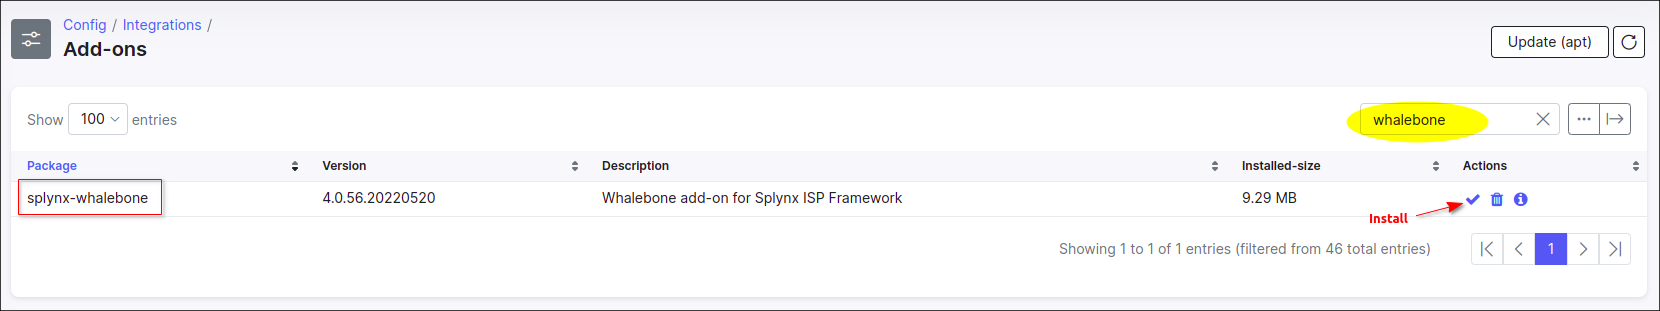 Config / Integrations /
Add-ons
Update (apt)
Show 100 entries
whalebone
Package Version Description Installed-size Actions
splynx-whalebone 4.0.56.20220520 Whalebone add-on for Splynx ISP Framework 9.29 MB
Install
Showing 1 to 1 of 1 entries (filtered from 46 total entries) 1